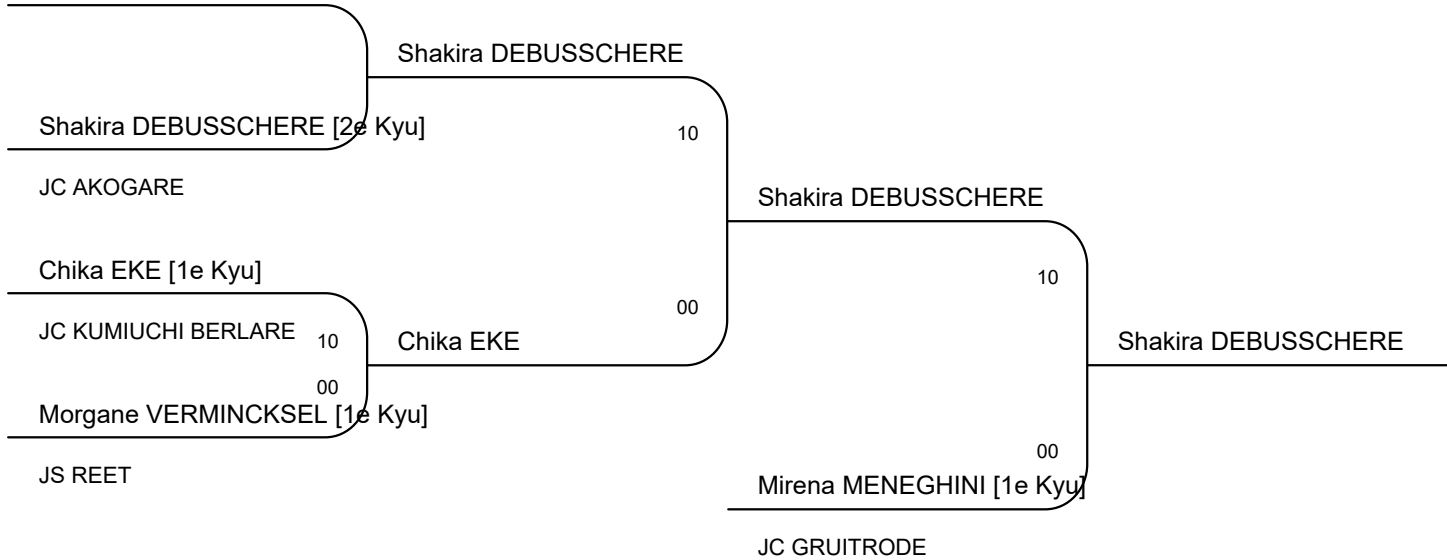 Shakira DEBUSSCHERE
Shakira DEBUSSCHERE [2e Kyu]
10
JC AKOGARE
Shakira DEBUSSCHERE
Chika EKE [1e Kyu]
10
00
JC KUMIUCHI BERLARE
10
Chika EKE
Shakira DEBUSSCHERE
00
Morgane VERMINCKSEL [1e Kyu]
00
JS REET
Mirena MENEGHINI [1e Kyu]
JC GRUITRODE